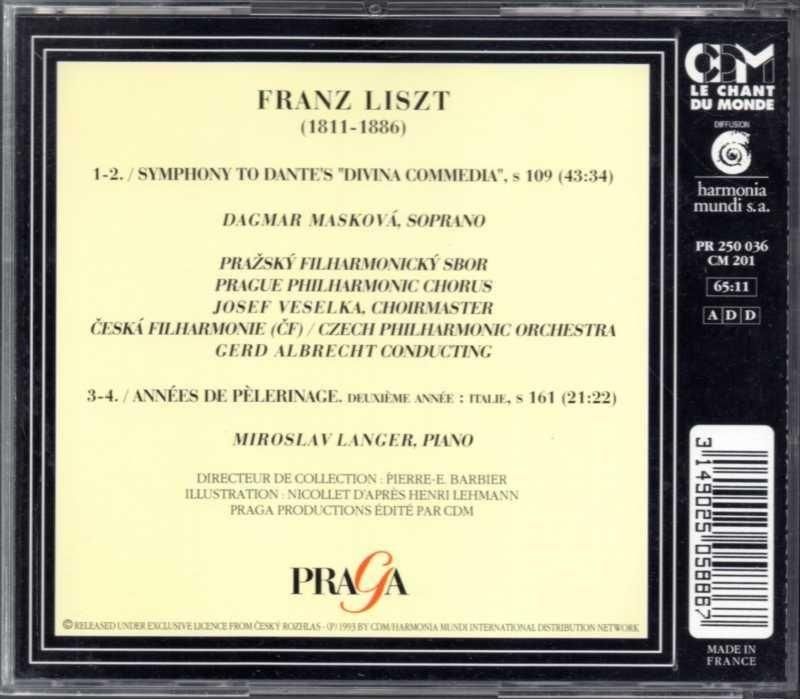 FRANZ LISZT
(1811-1886)
1-2. / SYMPHONY TO DANTE'S "DIVINA COMMEDIA", S 109 (43:34)
DAGMAR MASKOVÁ, SOPRANO
PRAŽSKÝ FILHARMONICKÝ SBOR
PRAGUE PHILHARMONIC CHORUS
JOSEF VESELKA, CHOIRMASTER
ČESKÁ FILHARMONIE (ČF) / CZECH PHILHARMONIC ORCHESTRA
GERD ALBRECHT CONDUCTING
3-4. / ANNÉES DE PÈLERINAGE. DEUXIÈME ANNÉE : ITALIE, S 161 (21:22)
MIROSLAV LANGER, PIANO
DIRECTEUR DE COLLECTION : PIERRE-E. BARBIER
ILLUSTRATION : NICOLLET D'APRÈS HENRI LEHMANN
PRAGA PRODUCTIONS ÉDITÉ PAR CDM
PRAGA
© RELEASED UNDER EXCLUSIVE LICENCE FROM ČESKÝ ROZHLAS - (P) 1993 BY CDM/HARMONIA MUNDI INTERNATIONAL DISTRIBUTION NETWORK
CDM
LE CHANT
DU MONDE
DIFFUSION
harmonia
mundi s.a.
PR 250 036
CM 201
65:11
A D D
3 149025 058867
MADE IN
FRANCE